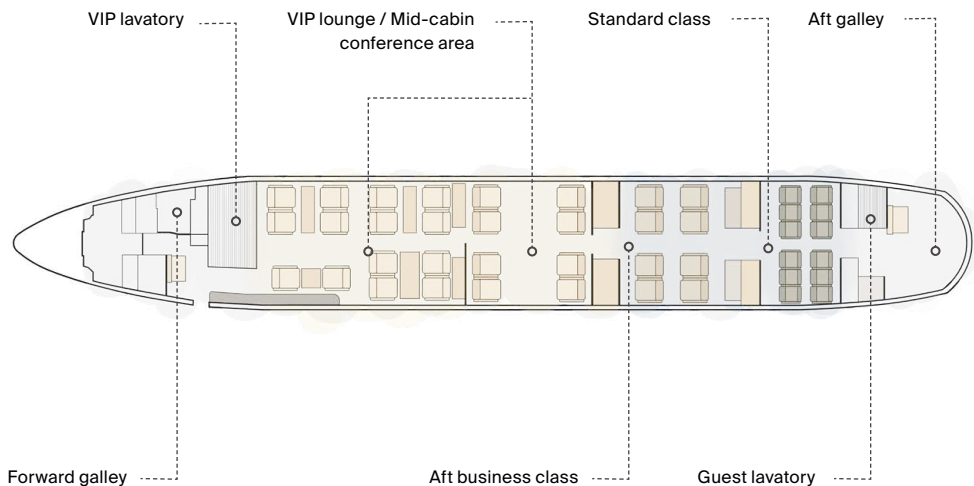 VIP lavatory
VIP lounge / Mid-cabin
conference area
Standard class
Aft galley
Forward galley
Aft business class
Guest lavatory